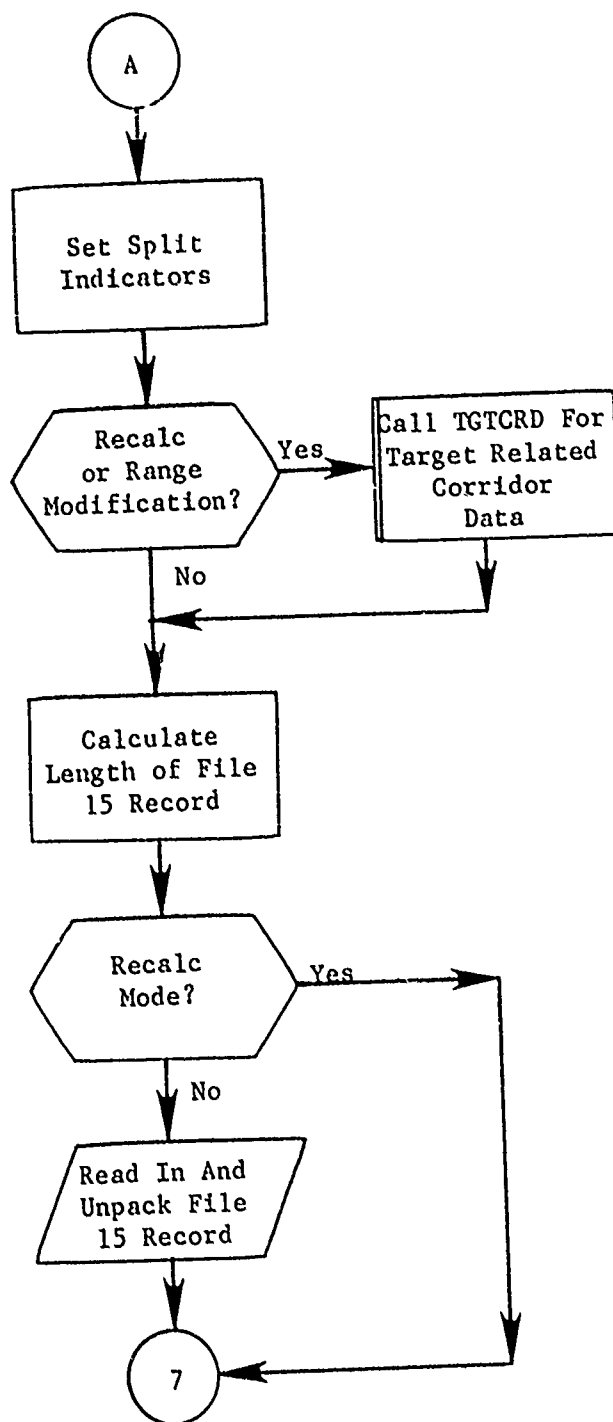 A
Set Split
Indicators
Recalc
or Range
Modification?
Yes
Call TGTCRD For
Target Related
Corridor
Data
No
Calculate
Length of File
15 Record
Recalc
Mode?
Yes
No
Read In And
Unpack File
15 Record
7